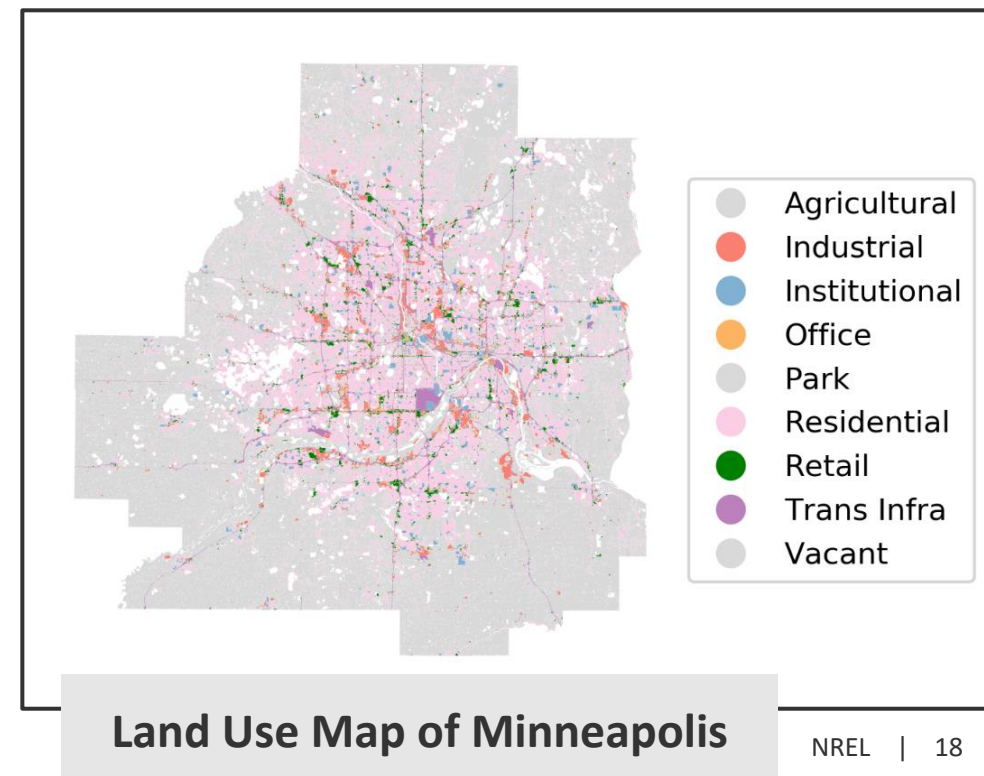 Agricultural
Industrial
Institutional
Office
Park
Residential
Retail
Trans Infra
Vacant
Land Use Map of Minneapolis
NREL | 18